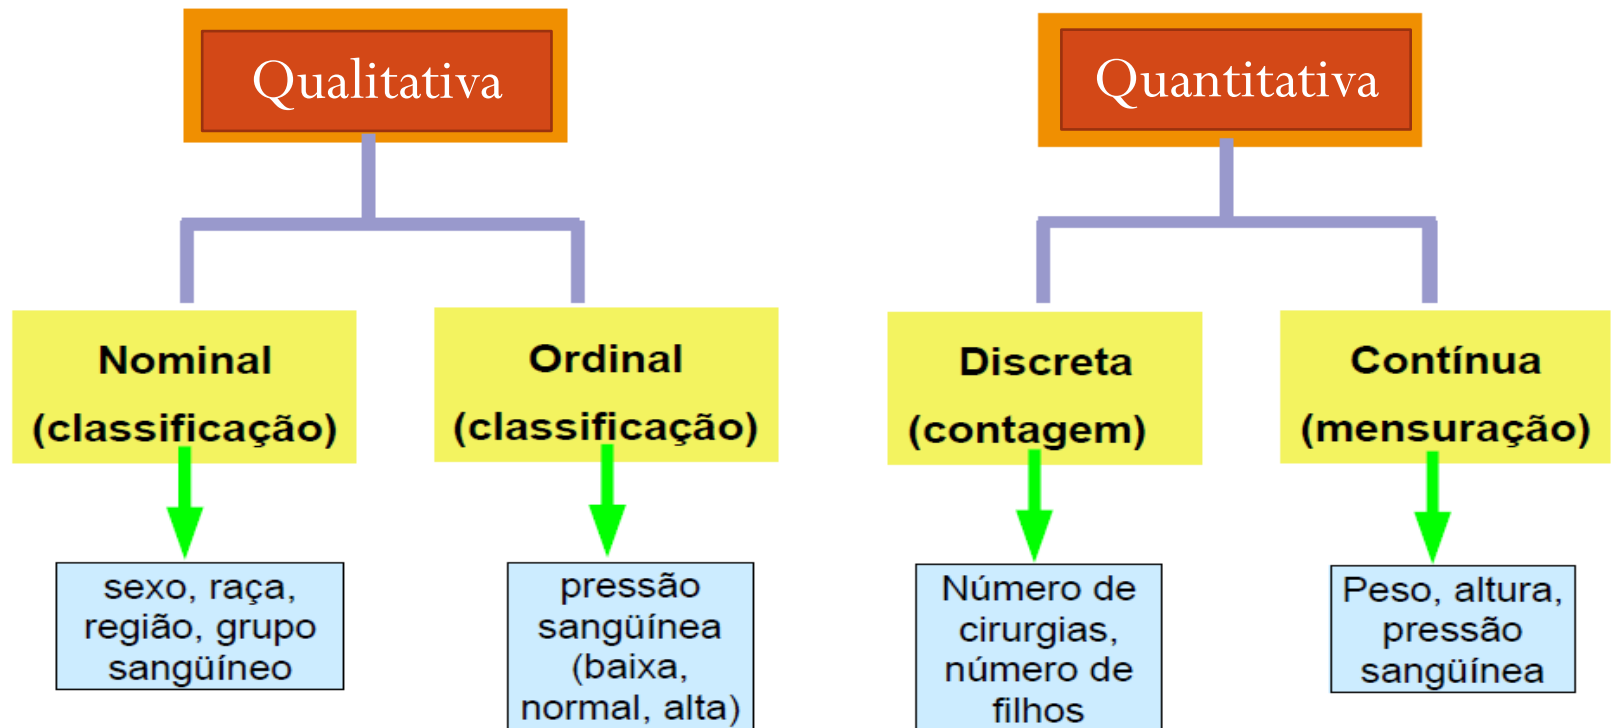 Qualitativa
Nominal
(classificação)
sexo, raça,
região, grupo
sangüíneo
Ordinal
(classificação)
pressão
sangüínea
(baixa,
normal, alta)
Quantitativa
Discreta
(contagem)
Número de
cirurgias,
número de
filhos
Contínua
(mensuração)
Peso, altura,
pressão
sangüínea